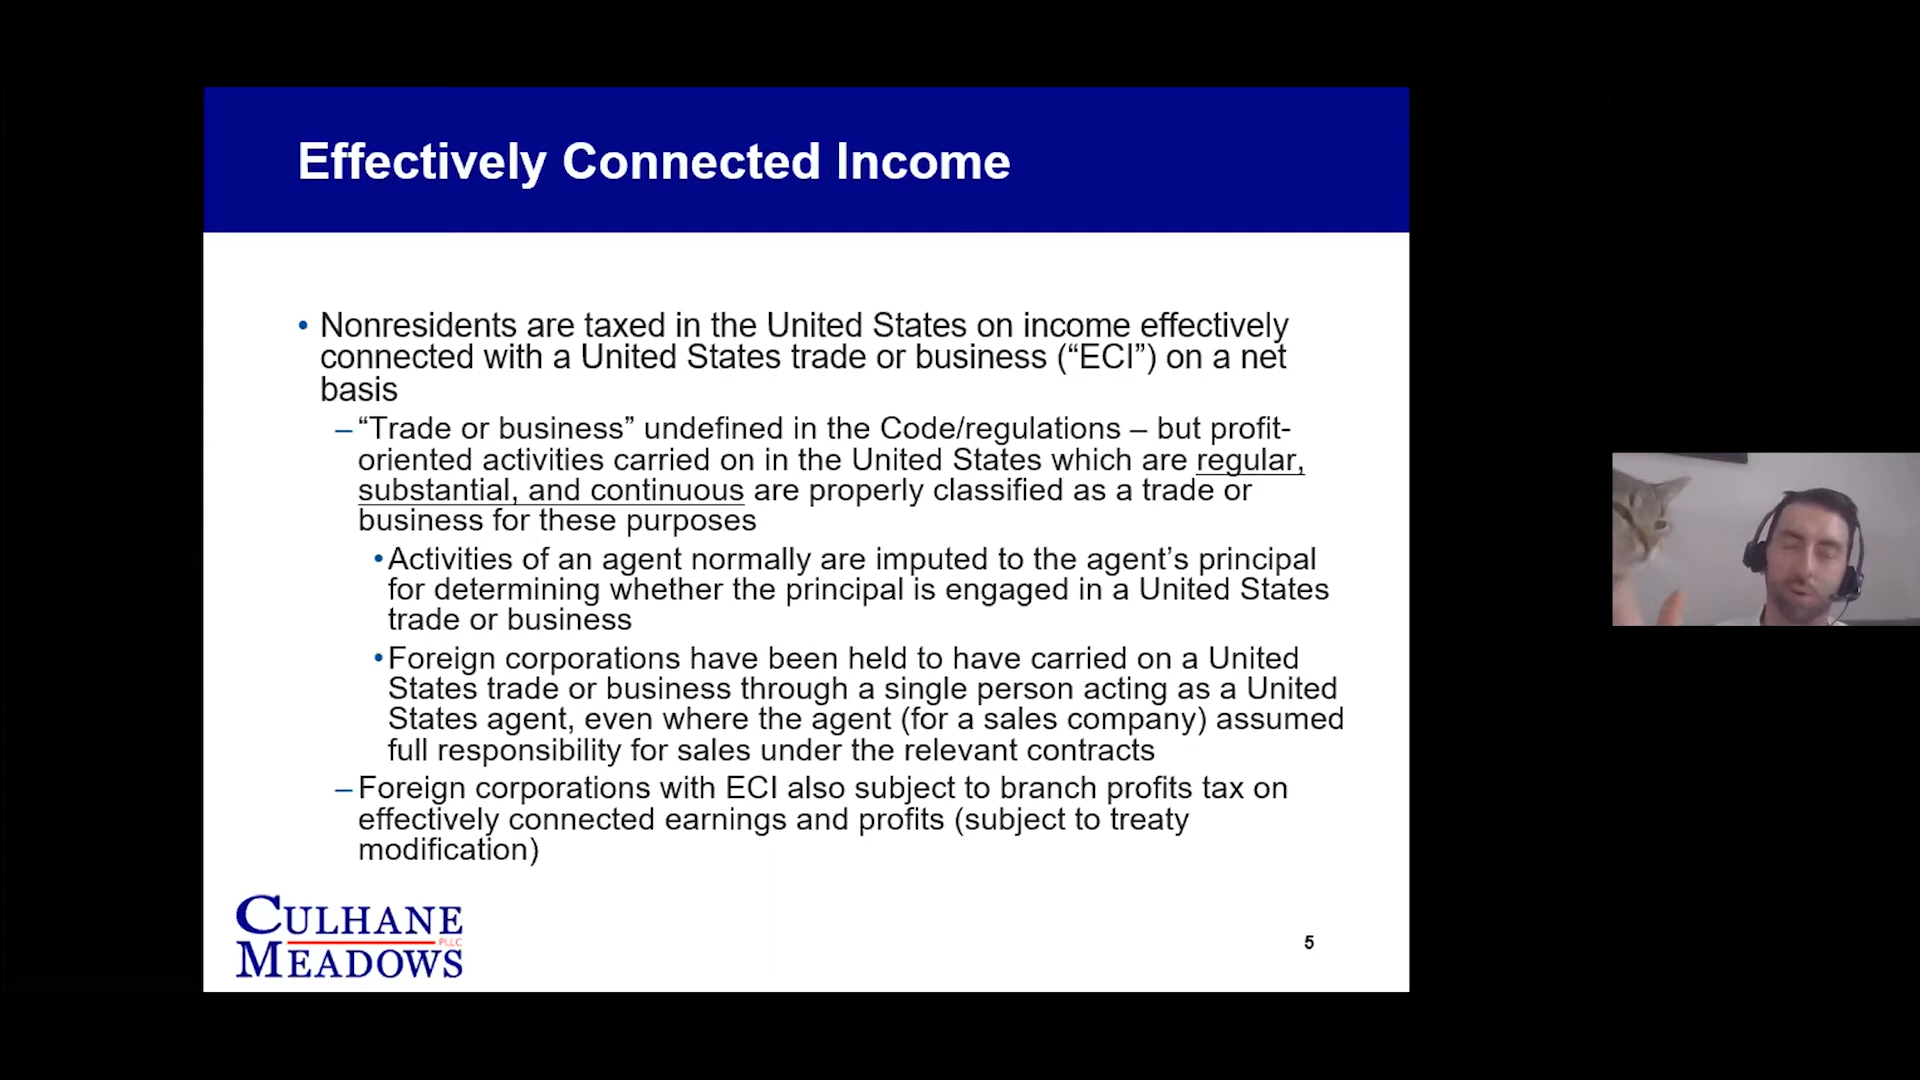 Effectively Connected Income
• Nonresidents are taxed in the United States on income effectively
connected with a United States trade or business (“ECI”) on a net
basis
– “Trade or business” undefined in the Code/regulations – but profit-
oriented activities carried on in the United States which are regular,
substantial, and continuous are properly classified as a trade or
business for these purposes
• Activities of an agent normally are imputed to the agent’s principal
for determining whether the principal is engaged in a United States
trade or business
• Foreign corporations have been held to have carried on a United
States trade or business through a single person acting as a United
States agent, even where the agent (for a sales company) assumed
full responsibility for sales under the relevant contracts
– Foreign corporations with ECI also subject to branch profits tax on
effectively connected earnings and profits (subject to treaty
modification)
CULHANE
PLLC
MEADOWS
5